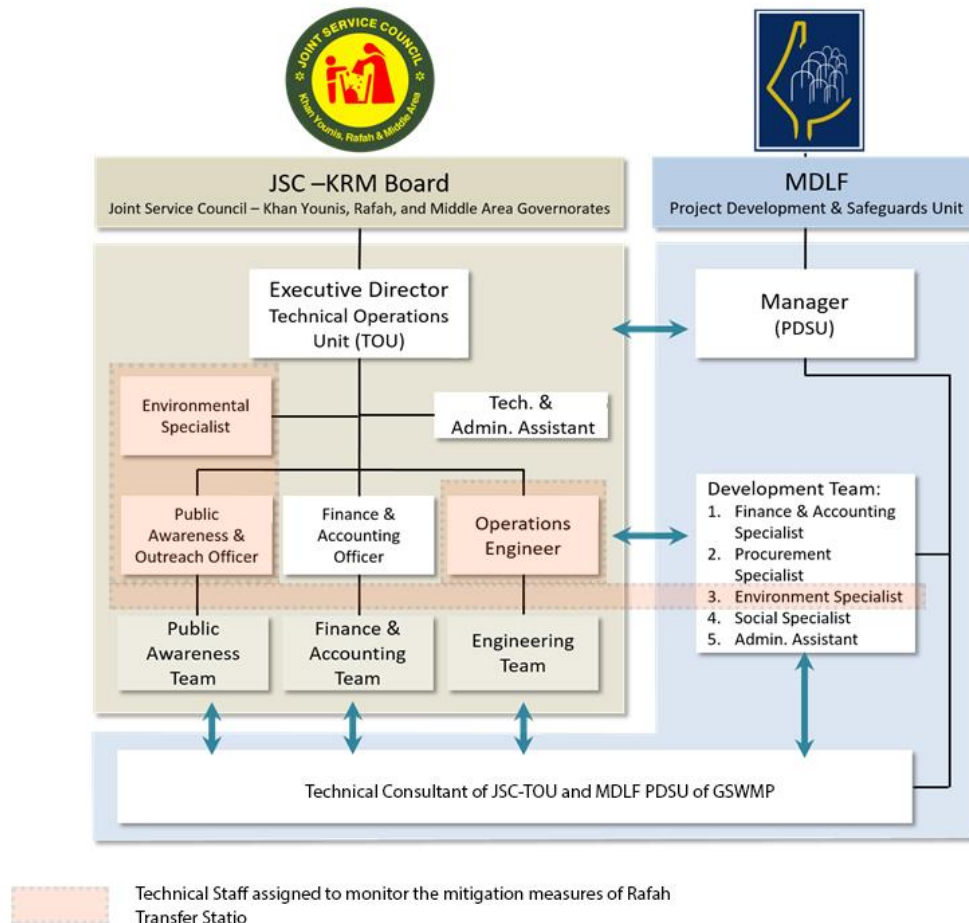 JOINT SERVICE COUNCIL
Khan Younis, Rafah & Middle Area
JSC –KRM Board
Joint Service Council – Khan Younis, Rafah, and Middle Area Governorates
MDLF
Project Development & Safeguards Unit
Executive Director
Technical Operations
Unit (TOU)
Manager
(PDSU)
Environmental
Specialist
Tech. &
Admin. Assistant
Public
Awareness &
Outreach Officer
Finance &
Accounting
Officer
Operations
Engineer
Development Team:
1. Finance & Accounting
Specialist
2. Procurement
Specialist
3. Environment Specialist
4. Social Specialist
5. Admin. Assistant
Public
Awareness
Team
Finance &
Accounting
Team
Engineering
Team
Technical Consultant of JSC-TOU and MDLF PDSU of GSWMP
Technical Staff assigned to monitor the mitigation measures of Rafah
Transfer Statio